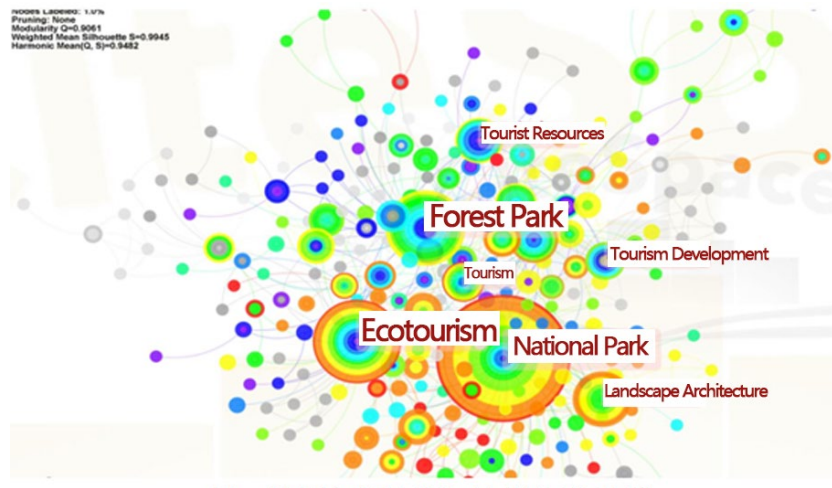 Nodes Labeled: 1.0%
Pruning: None
Modularity Q=0.9061
Weighted Mean Silhouette S=0.9945
Harmonic Mean(Q, S)=0.9482
Tourist Resources
Forest Park
Tourism Development
Tourism
Ecotourism
National Park
Landscape Architecture